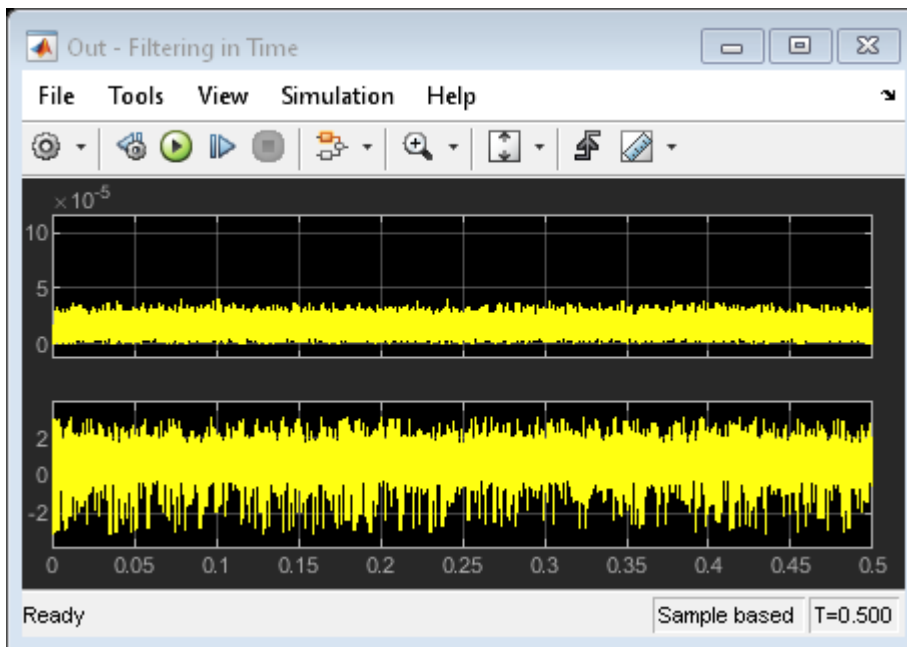 Out - Filtering in Time
File Tools View Simulation Help
×10-5
10
5
0
2
0
-2
0 0.05 0.1 0.15 0.2 0.25 0.3 0.35 0.4 0.45 0.5
Ready Sample based T=0.500